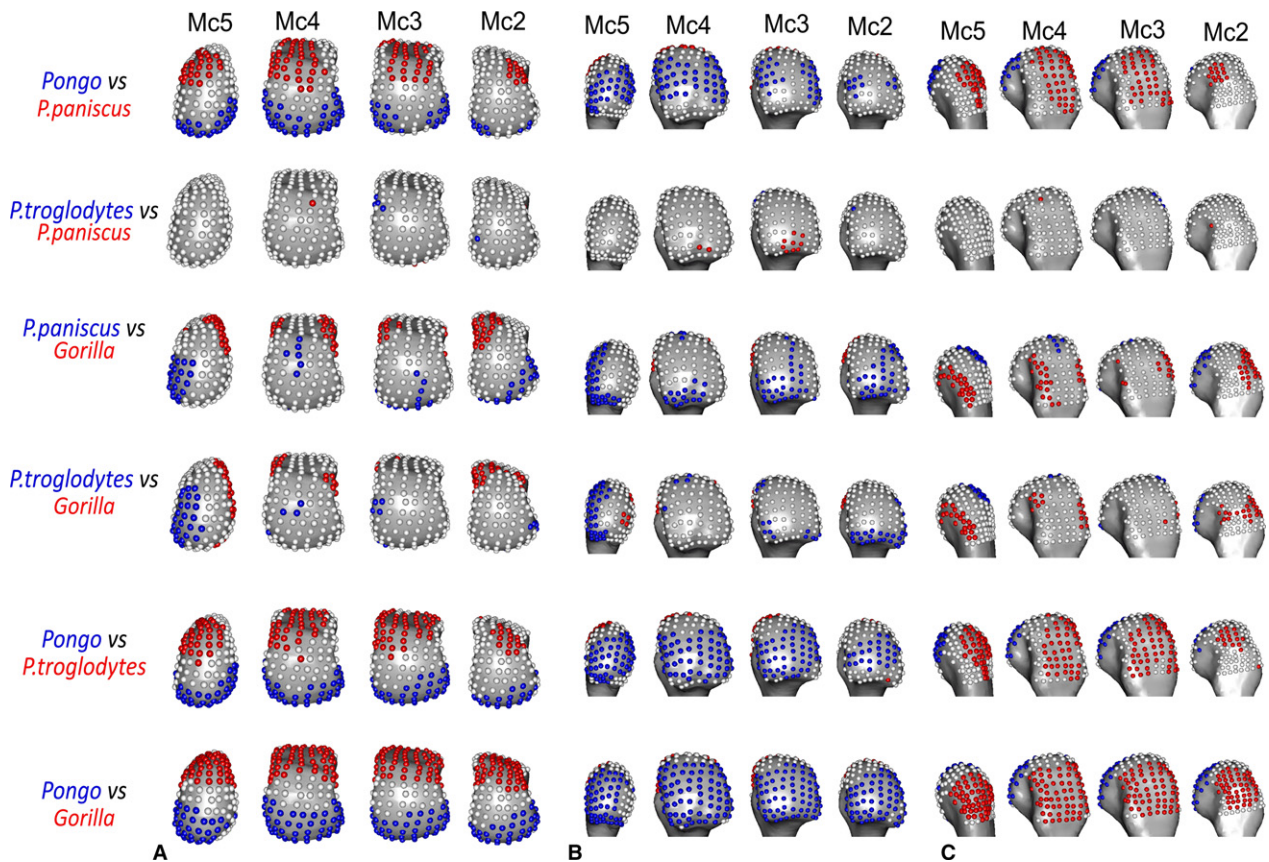 Mc5 Mc4 Mc3 Mc2 Mc5 Mc4 Mc3 Mc2 Mc5 Mc4 Mc3 Mc2
Pongo vs
P.paniscus
P.troglodytes vs
P.paniscus
P.paniscus vs
Gorilla
P.troglodytes vs
Gorilla
Pongo vs
P.troglodytes
Pongo vs
Gorilla
A B C